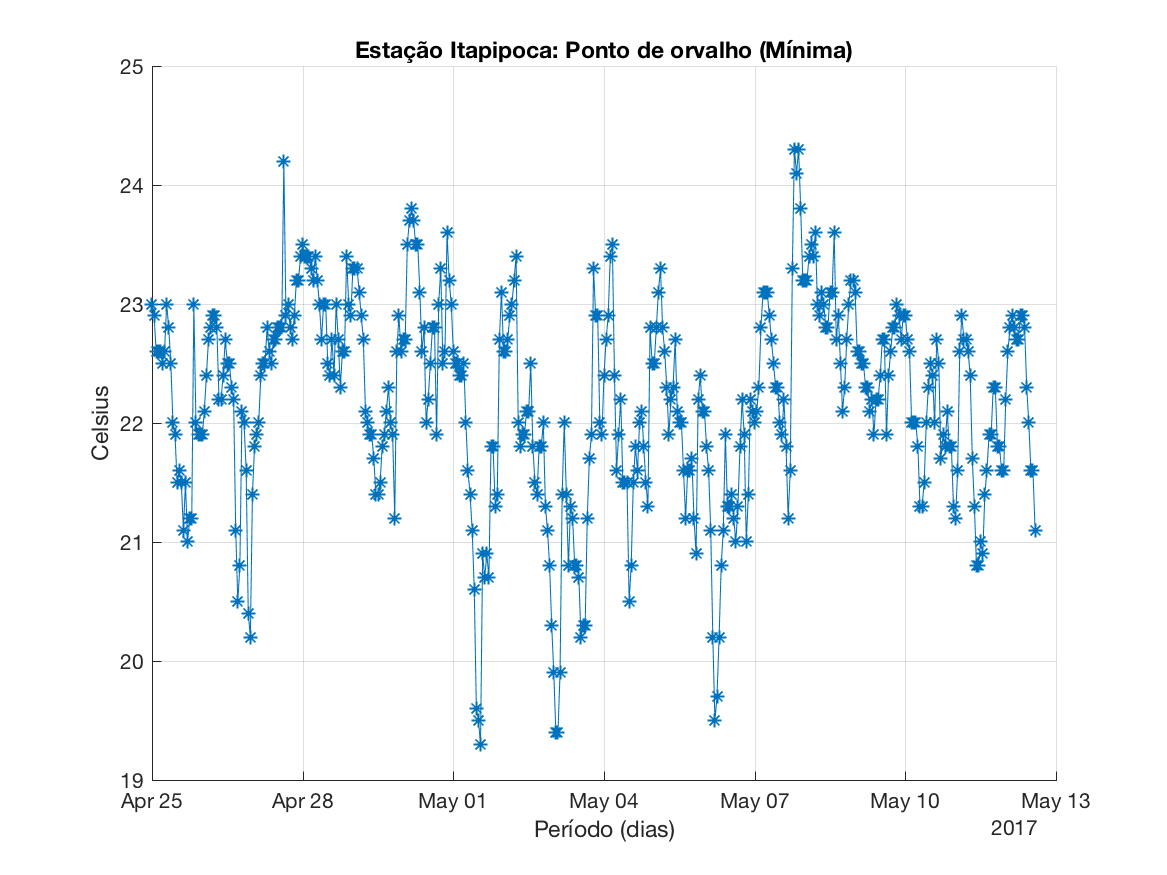 Estação Itapipoca: Ponto de orvalho (Mínima)
25
24
23
22
21
20
19
Celsius
Apr 25 Apr 28 May 01 May 04 May 07 May 10 May 13
Período (dias)
2017